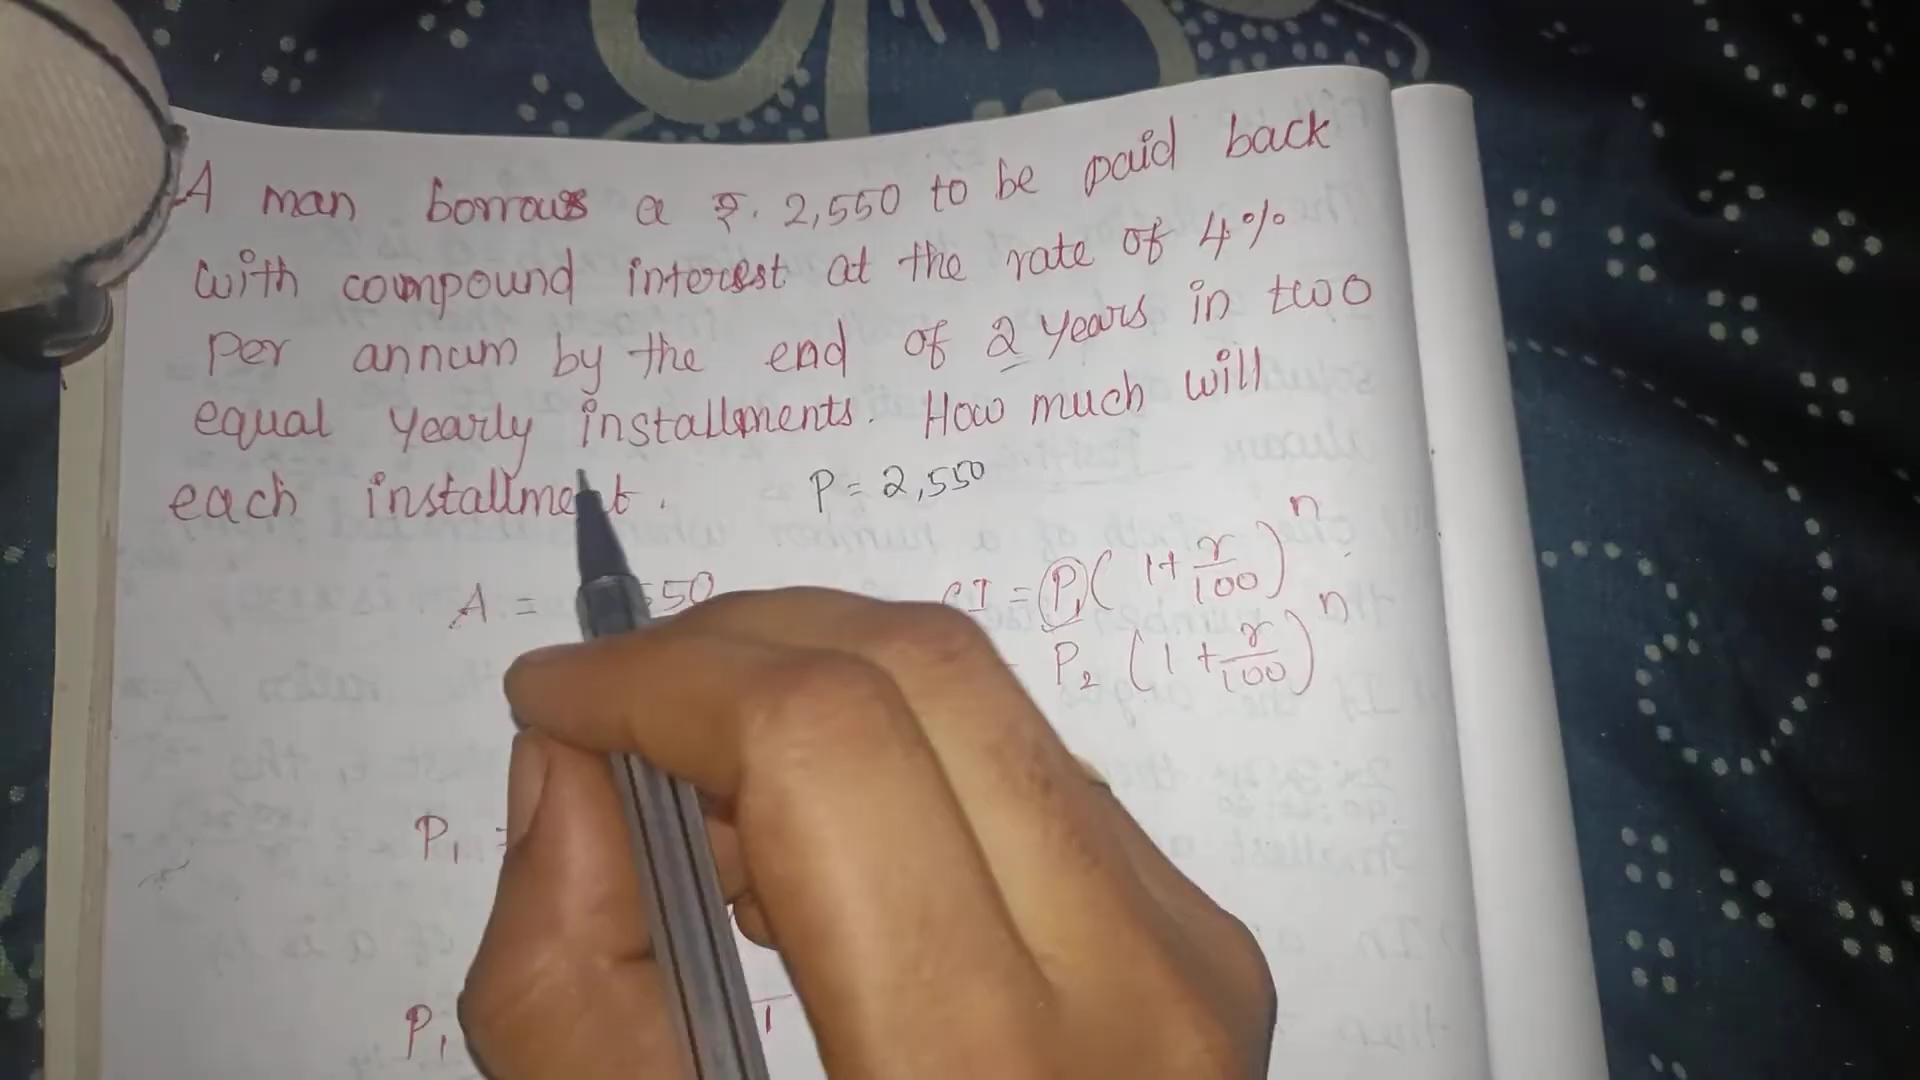 A man borrows a ₹. 2,550 to be paid back
with compound interest at the rate of 4%
per annum by the end of 2 years in two
equal yearly installments. How much will
each installment.
P = 2,550
A = 550
CI = P₁ ( 1 + r/100 )ⁿ
= P₂ ( 1 + r/100 )ⁿ
P₁ =
P₁